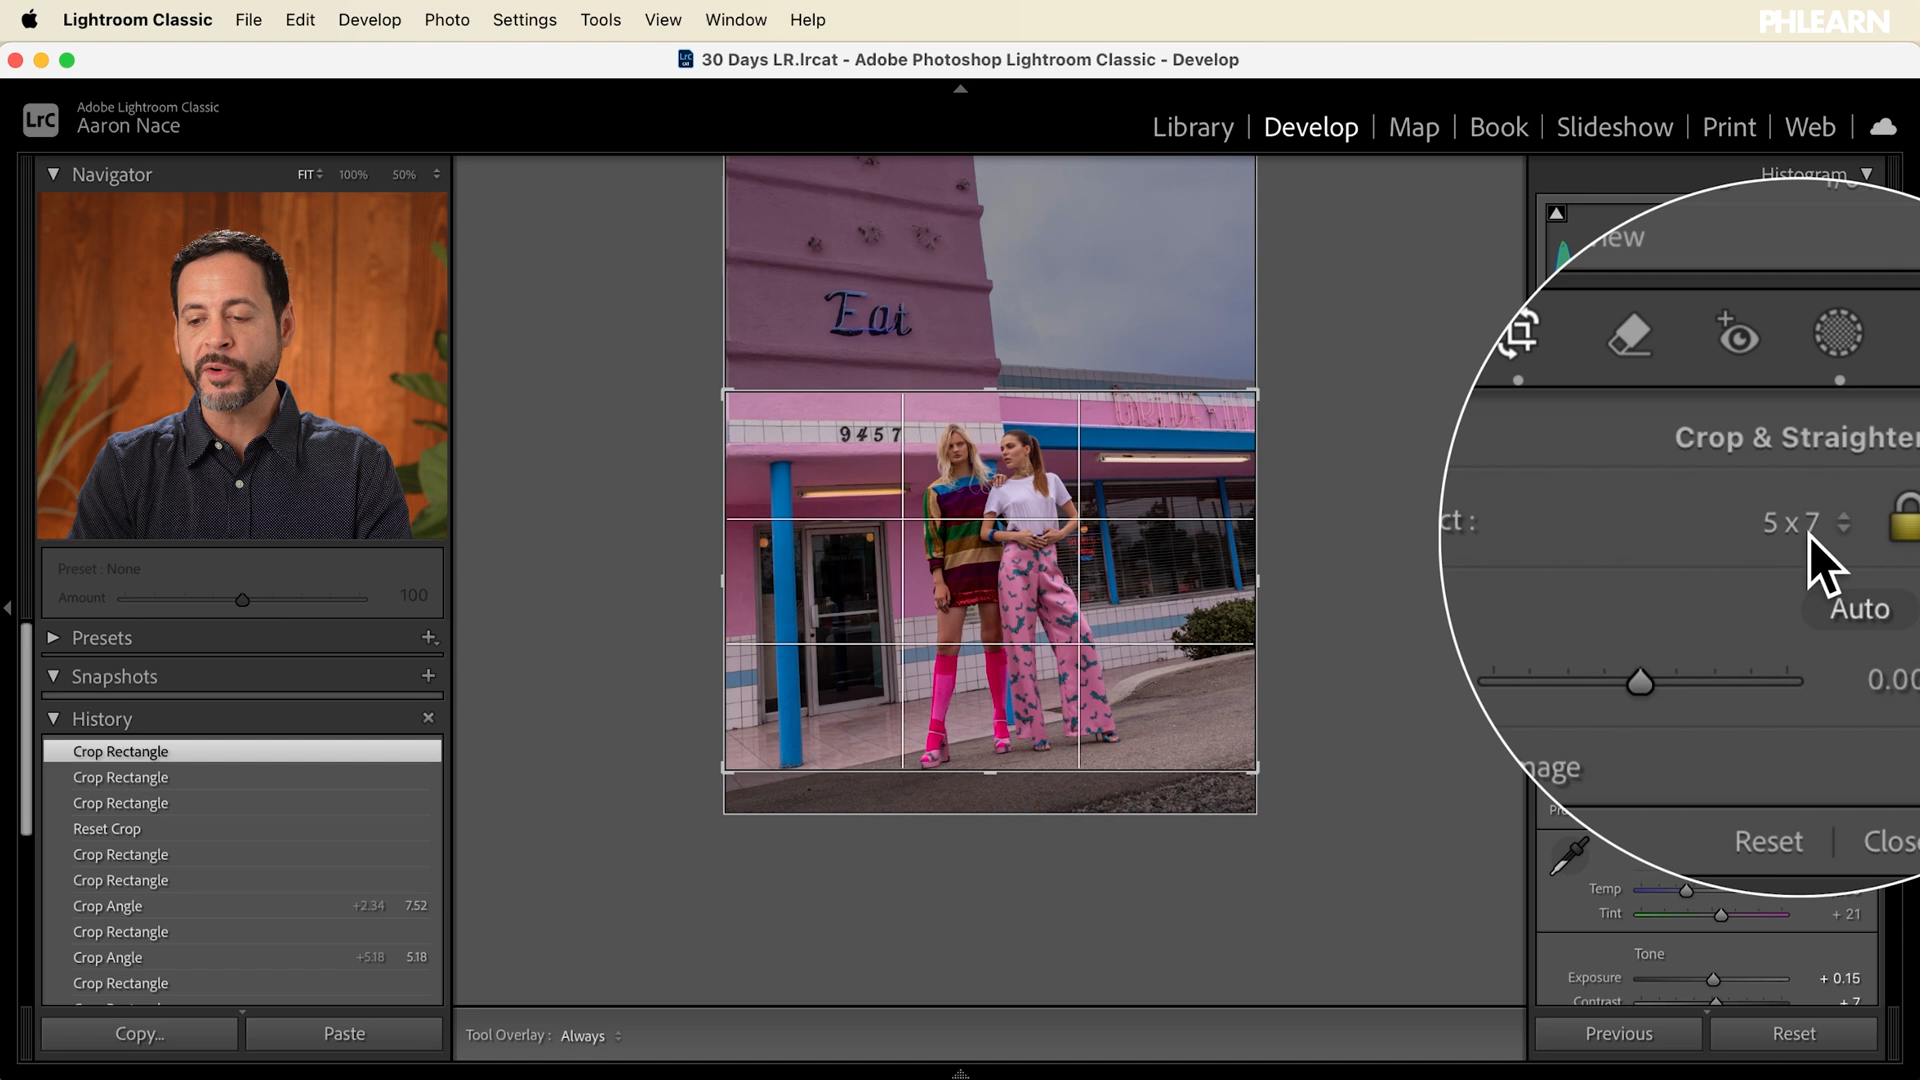 Lightroom Classic File Edit Develop Photo Settings Tools View Window Help
PHLEARN
30 Days LR.lrcat - Adobe Photoshop Lightroom Classic - Develop
LrC
Adobe Lightroom Classic
Aaron Nace
Library | Develop | Map | Book | Slideshow | Print | Web
Navigator FIT 100% 50%
Histogram
Eat
9457
Crop & Straighten
5 x 7
Auto
0.00
Reset Close
Preset : None
Amount 100
Presets
Snapshots
History
Crop Rectangle
Crop Rectangle
Crop Rectangle
Reset Crop
Crop Rectangle
Crop Rectangle
Crop Angle +2.34 7.52
Crop Rectangle
Crop Angle +5.18 5.18
Crop Rectangle
Temp
Tint + 21
Tone
Exposure + 0.15
Contrast + 7
Copy... Paste
Tool Overlay : Always
Previous Reset